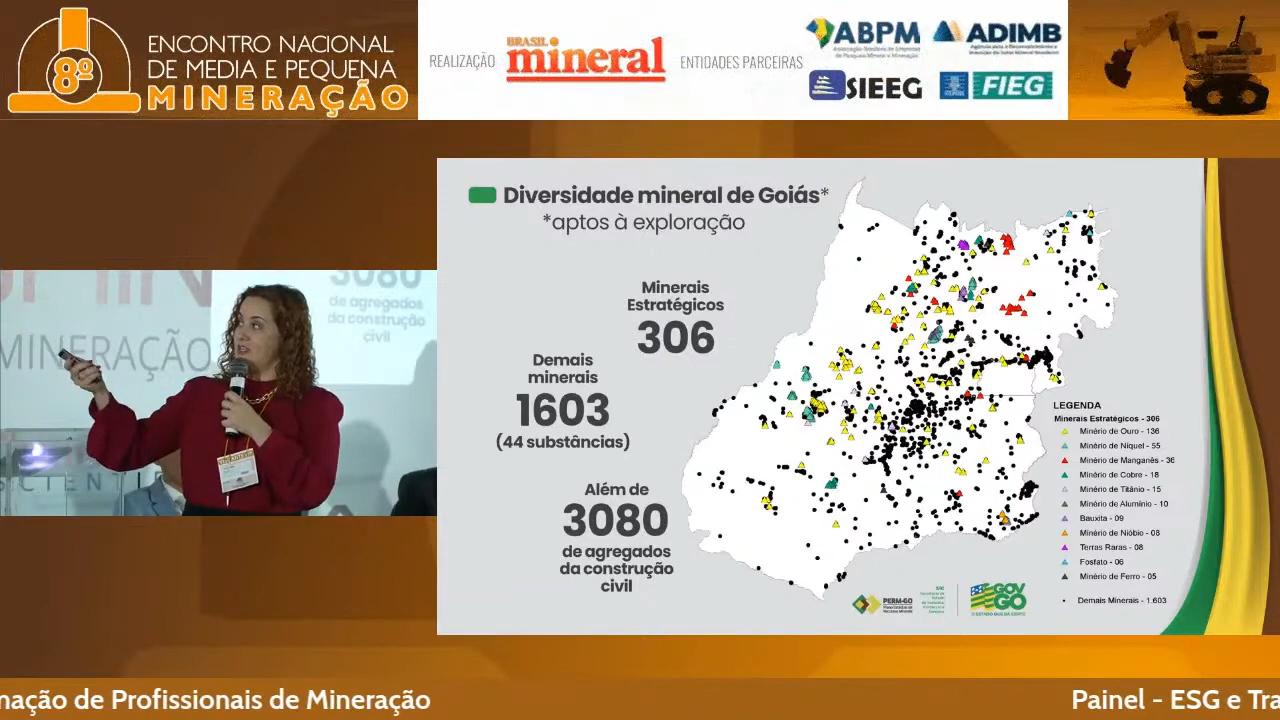 8º
ENCONTRO NACIONAL
DE MEDIA E PEQUENA
MINERAÇÃO
REALIZAÇÃO
BRASIL
mineral
ENTIDADES PARCEIRAS
ABPM
ADIMB
SIEEG
FIEG
Diversidade mineral de Goiás*
*aptos à exploração
Minerais
Estratégicos
306
Demais
minerais
1603
(44 substâncias)
Além de
3080
de agregados
da construção
civil
LEGENDA
Minerais Estratégicos - 306
Minério de Ouro - 136
Minério de Níquel - 55
Minério de Manganês - 36
Minério de Cobre - 18
Minério de Titânio - 15
Minério de Alumínio - 10
Bauxita - 09
Minério de Nióbio - 08
Terras Raras - 08
Fosfato - 06
Minério de Ferro - 05
Demais Minerais - 1.603
PERM-GO
GOV
GO
3080
de agregados
da construção
civil
MINERAÇÃO
mação de Profissionais de Mineração
Painel - ESG e Tra